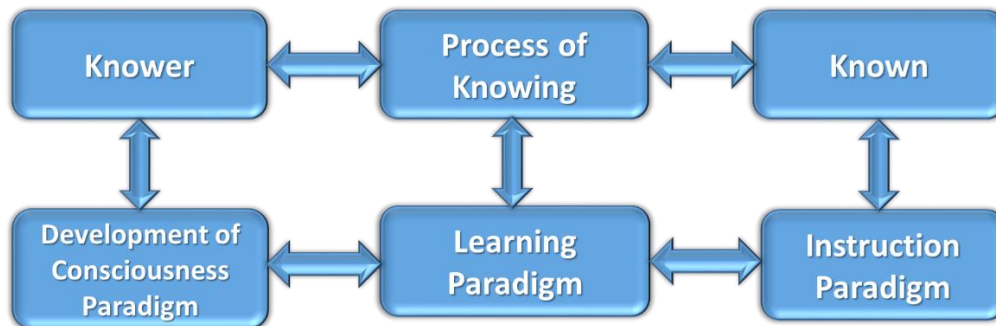 Knower
Process of
Knowing
Known
Development of
Consciousness
Paradigm
Learning
Paradigm
Instruction
Paradigm